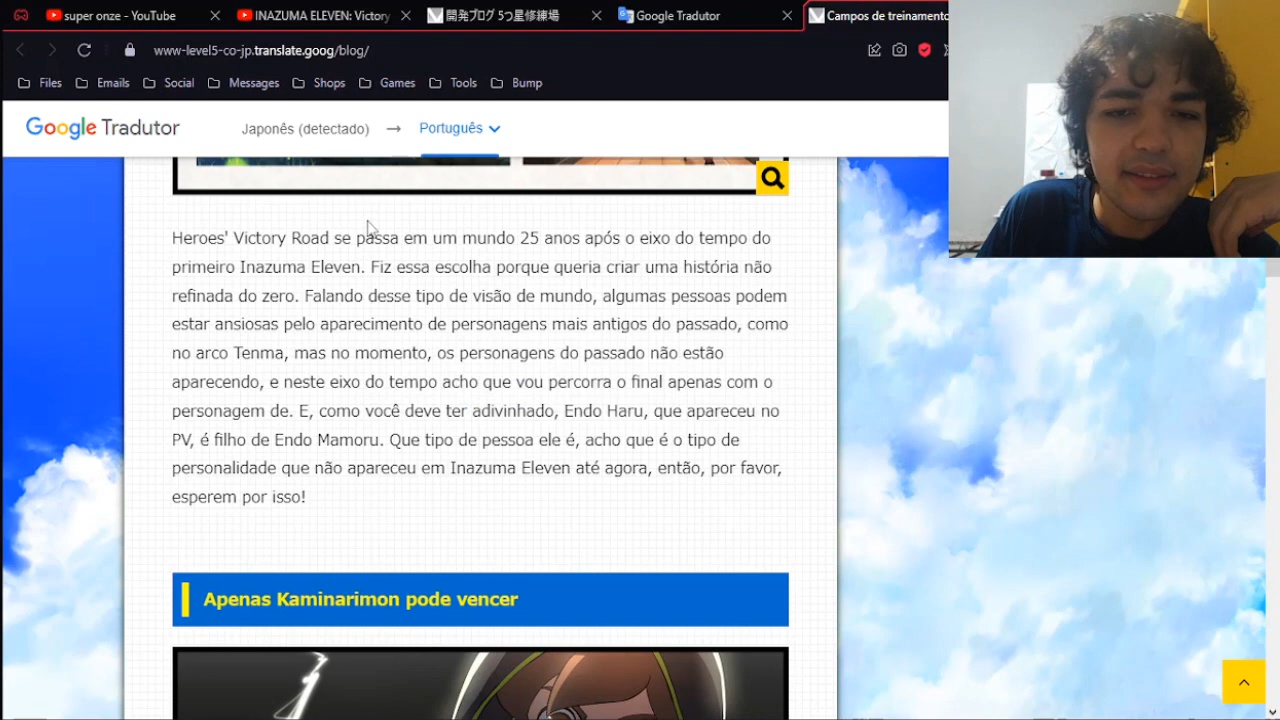 super onze - YouTube
INAZUMA ELEVEN: Victory
開発ブログ 5つ星修練場
Google Tradutor
Campos de treinamento
www-level5-co-jp.translate.goog/blog/
Files
Emails
Social
Messages
Shops
Games
Tools
Bump
Google Tradutor
Japonês (detectado)
Português
Heroes' Victory Road se passa em um mundo 25 anos após o eixo do tempo do
primeiro Inazuma Eleven. Fiz essa escolha porque queria criar uma história não
refinada do zero. Falando desse tipo de visão de mundo, algumas pessoas podem
estar ansiosas pelo aparecimento de personagens mais antigos do passado, como
no arco Tenma, mas no momento, os personagens do passado não estão
aparecendo, e neste eixo do tempo acho que vou percorra o final apenas com o
personagem de. E, como você deve ter adivinhado, Endo Haru, que apareceu no
PV, é filho de Endo Mamoru. Que tipo de pessoa ele é, acho que é o tipo de
personalidade que não apareceu em Inazuma Eleven até agora, então, por favor,
esperem por isso!
Apenas Kaminarimon pode vencer